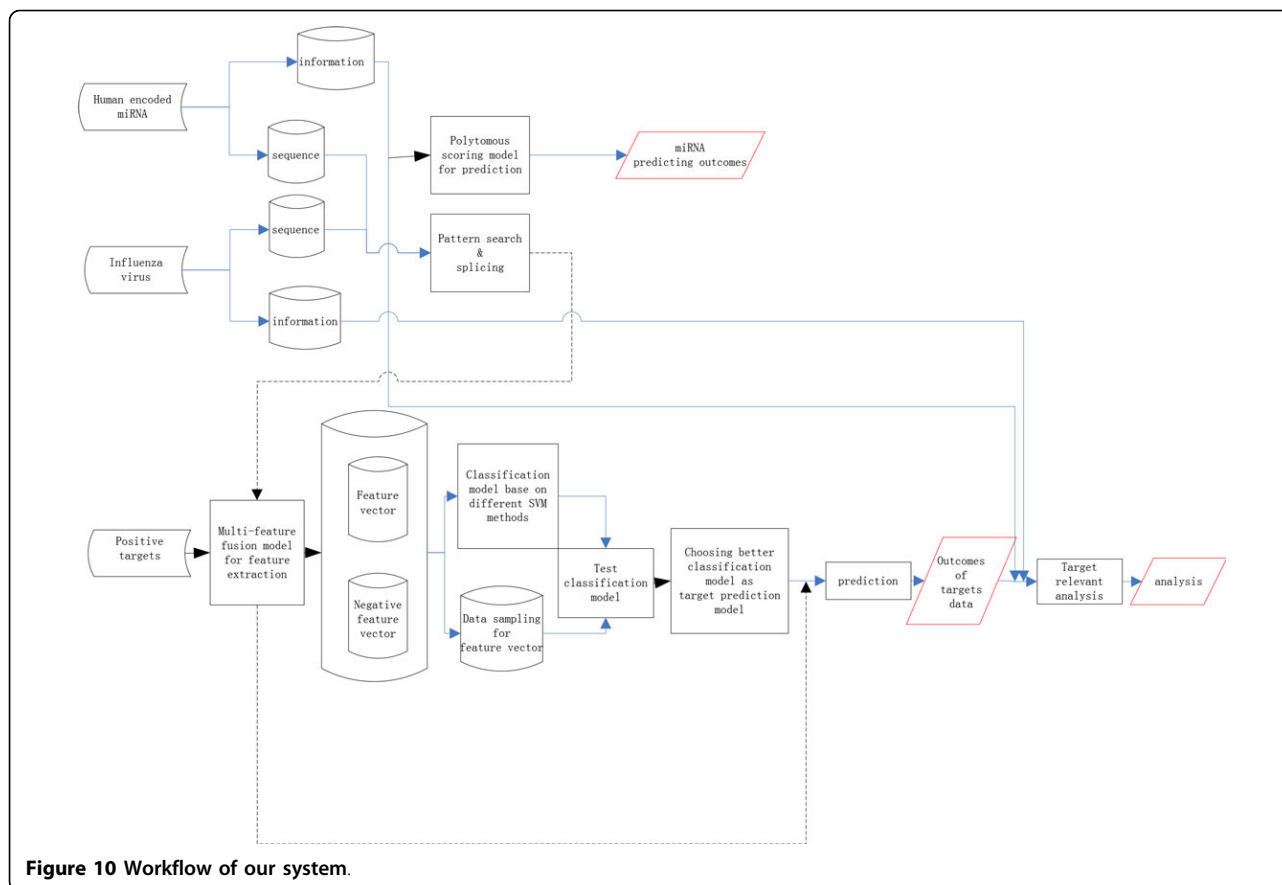 information
Human encoded
miRNA
sequence
Polytomous
scoring model
for prediction
miRNA
predicting outcomes
sequence
Pattern search
&
splicing
Influenza
virus
information
Positive
targets
Multi-feature
fusion model
for feature
extraction
Feature
vector
Negative
feature
vector
Classification
model base on
different SVM
methods
Test
classification
model
Data sampling
for
feature vector
Choosing better
classification
model as
target prediction
model
prediction
Outcomes
of
targets
data
Target
relevant
analysis
analysis
Figure 10 Workflow of our system.